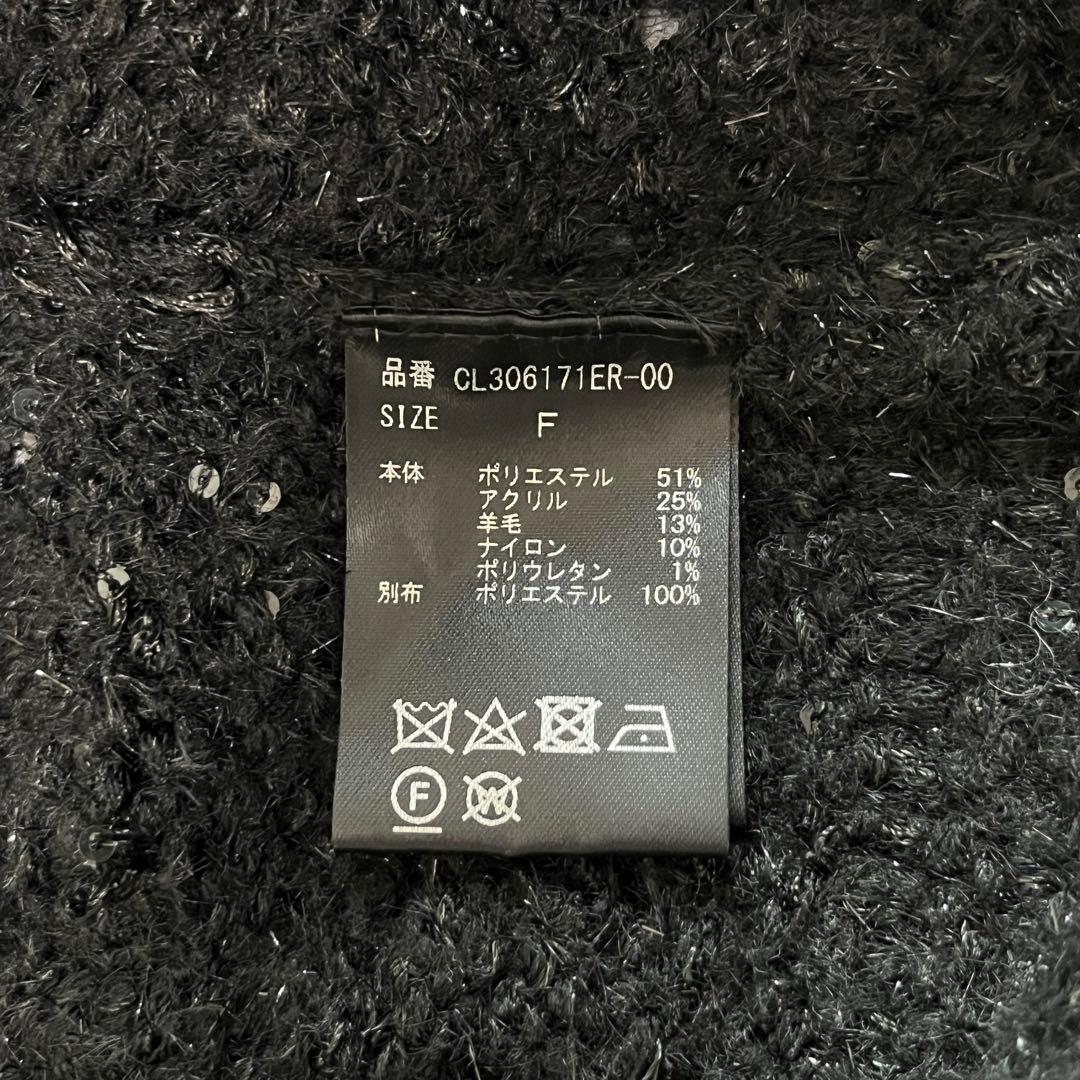 品番 CL306171ER-00
SIZE F
本体 ポリエステル 51%
アクリル 25%
羊毛 13%
ナイロン 10%
ポリウレタン 1%
別布 ポリエステル 100%
F W